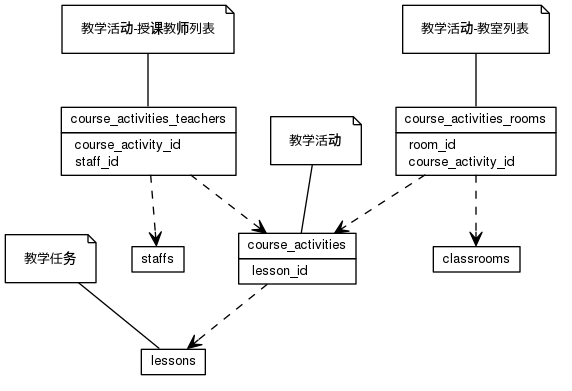 教学活动-授课教师列表
教学活动-教室列表
course_activities_teachers
course_activity_id
staff_id
教学活动
course_activities_rooms
room_id
course_activity_id
教学任务
staffs
course_activities
lesson_id
classrooms
lessons